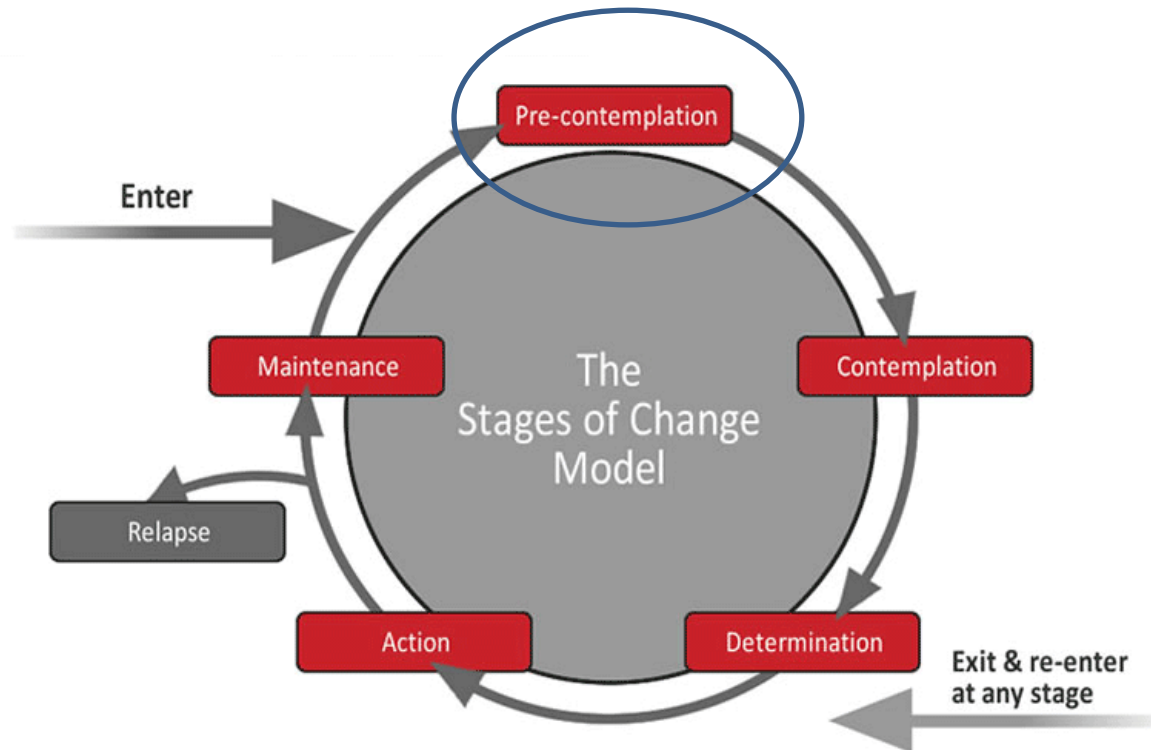 Pre-contemplation
Enter
Maintenance
Contemplation
The
Stages of Change
Model
Relapse
Action
Determination
Exit & re-enter
at any stage